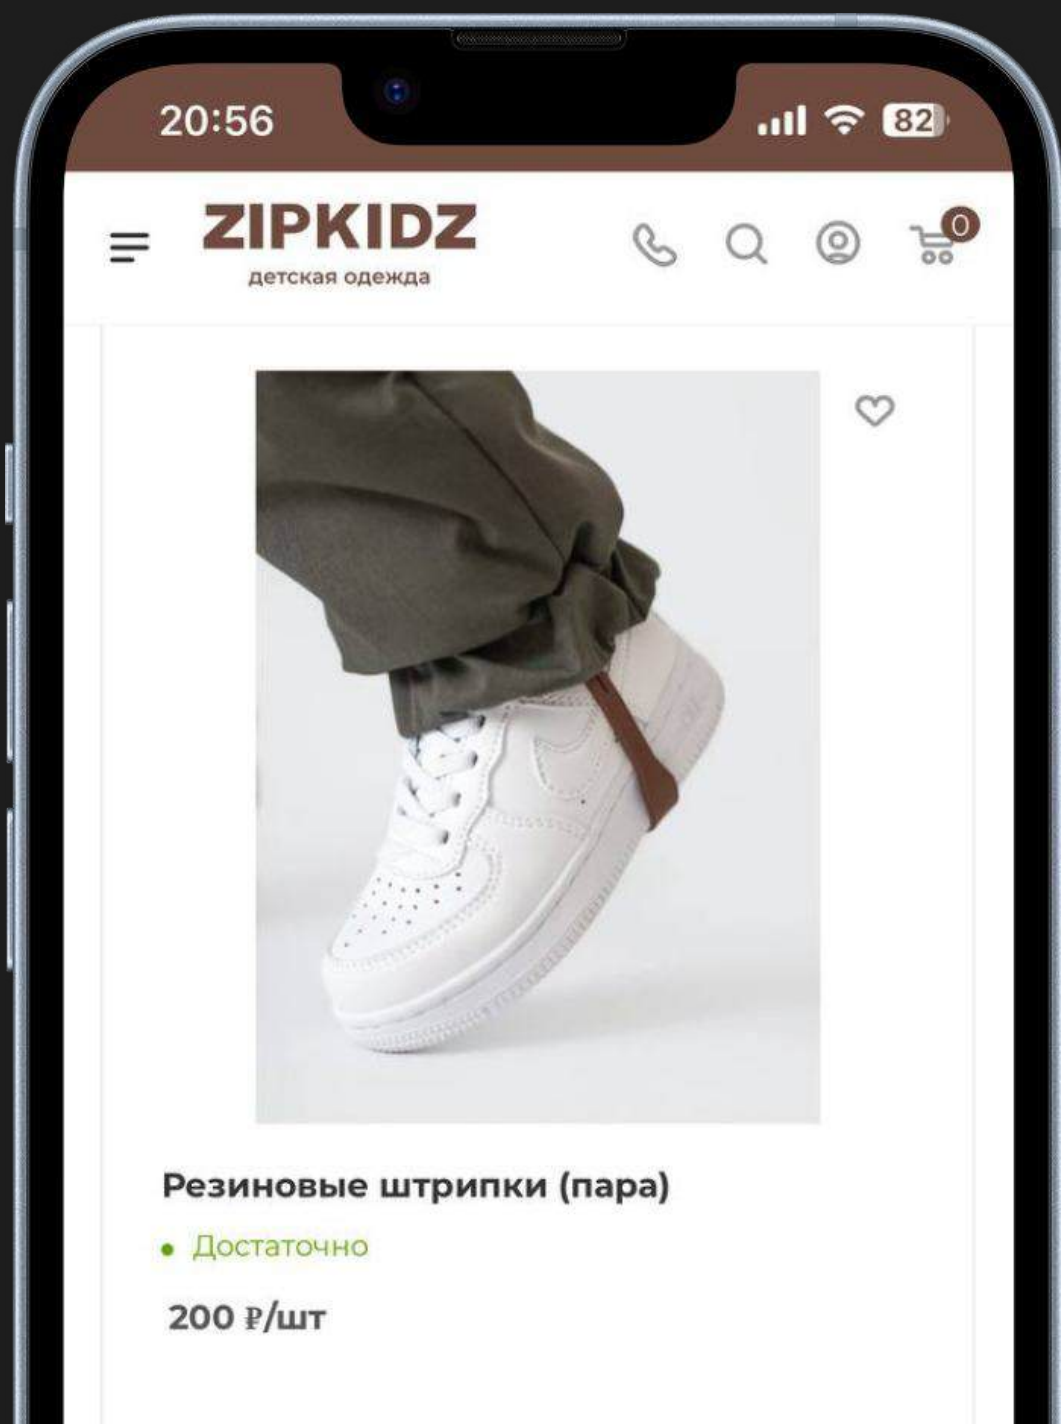 20:56
82
ZIPKIDZ
0
детская одежда
Резиновые штрипки (пара)
Достаточно
200 ₽/шт